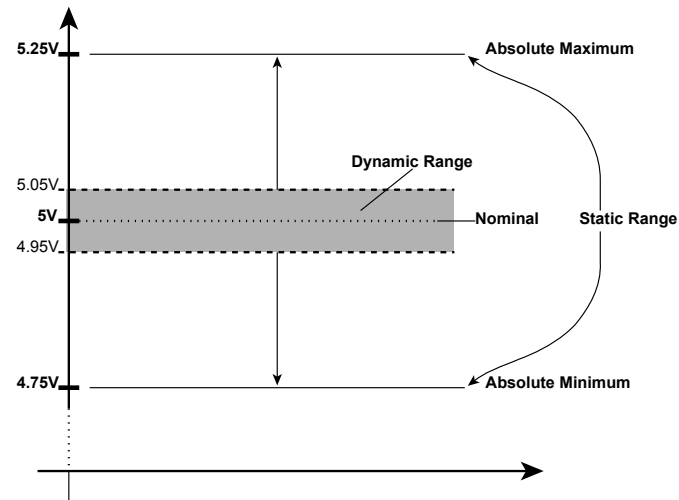 5.25V
Absolute Maximum
Dynamic Range
5.05V
5V
Nominal
Static Range
4.95V
4.75V
Absolute Minimum